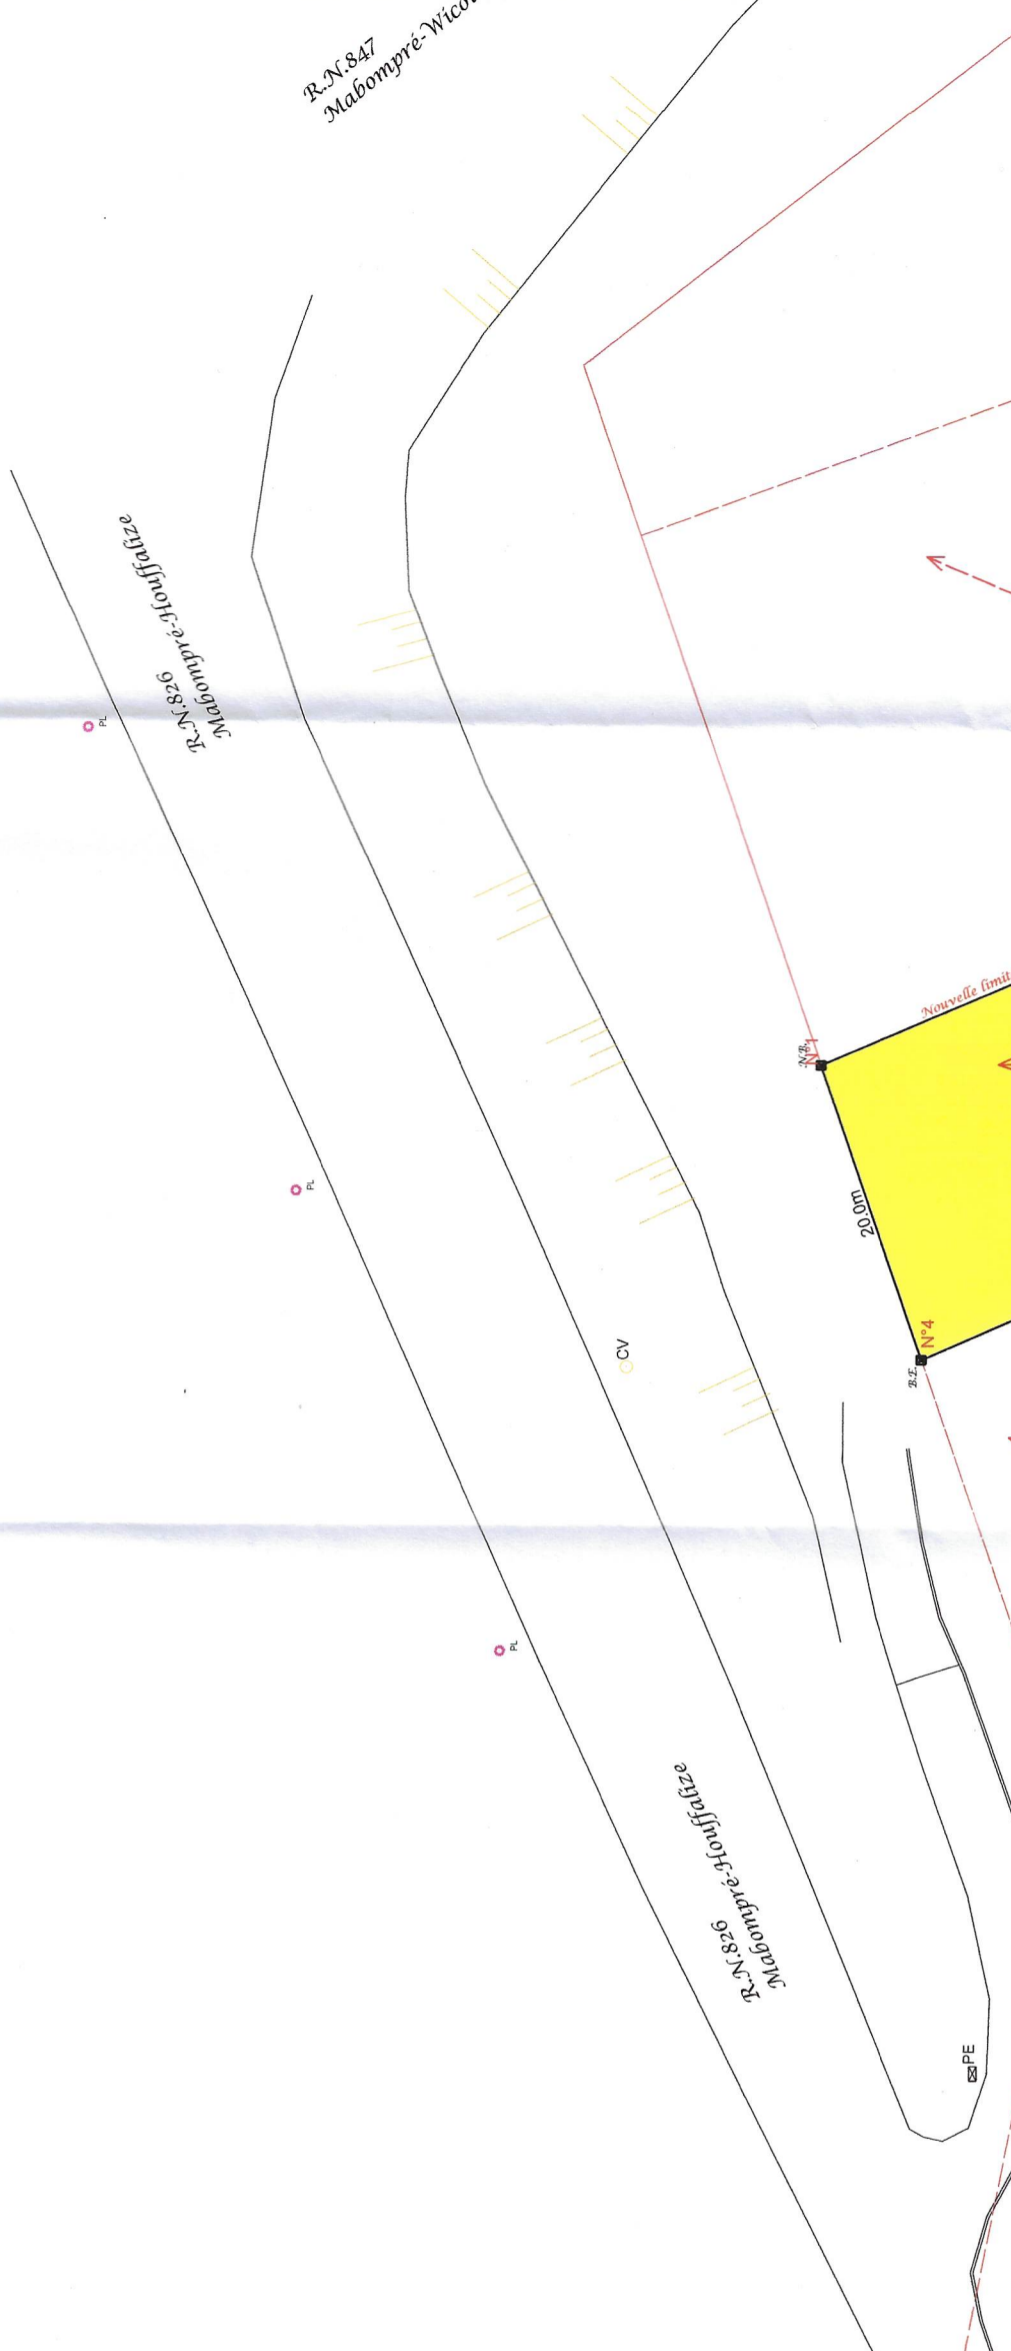 R.N.847
Mabompré-Wico
R.N.826
Mabompré-Houffalize
PL
Nouvelle limit
N.B.
N°1
PL
20.0m
N°4
B.E.
CV
PL
R.N.826
Mabompré-Houffalize
PE